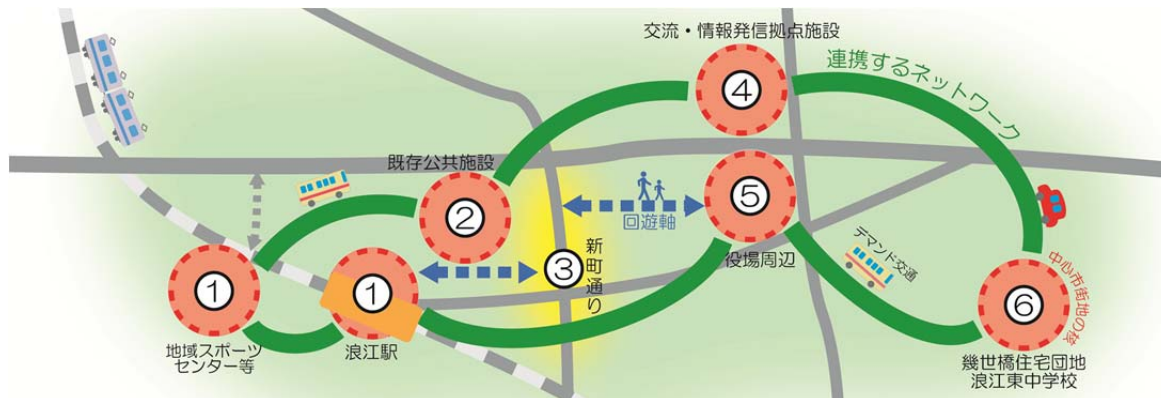 交流・情報発信拠点施設
④
連携するネットワーク
既存公共施設
②
回遊軸
⑤
役場周辺
①
地域スポーツ
センター等
①
浪江駅
③
新町通り
デマンド交通
⑥
中心市街地の核
幾世橋住宅団地
浪江東中学校